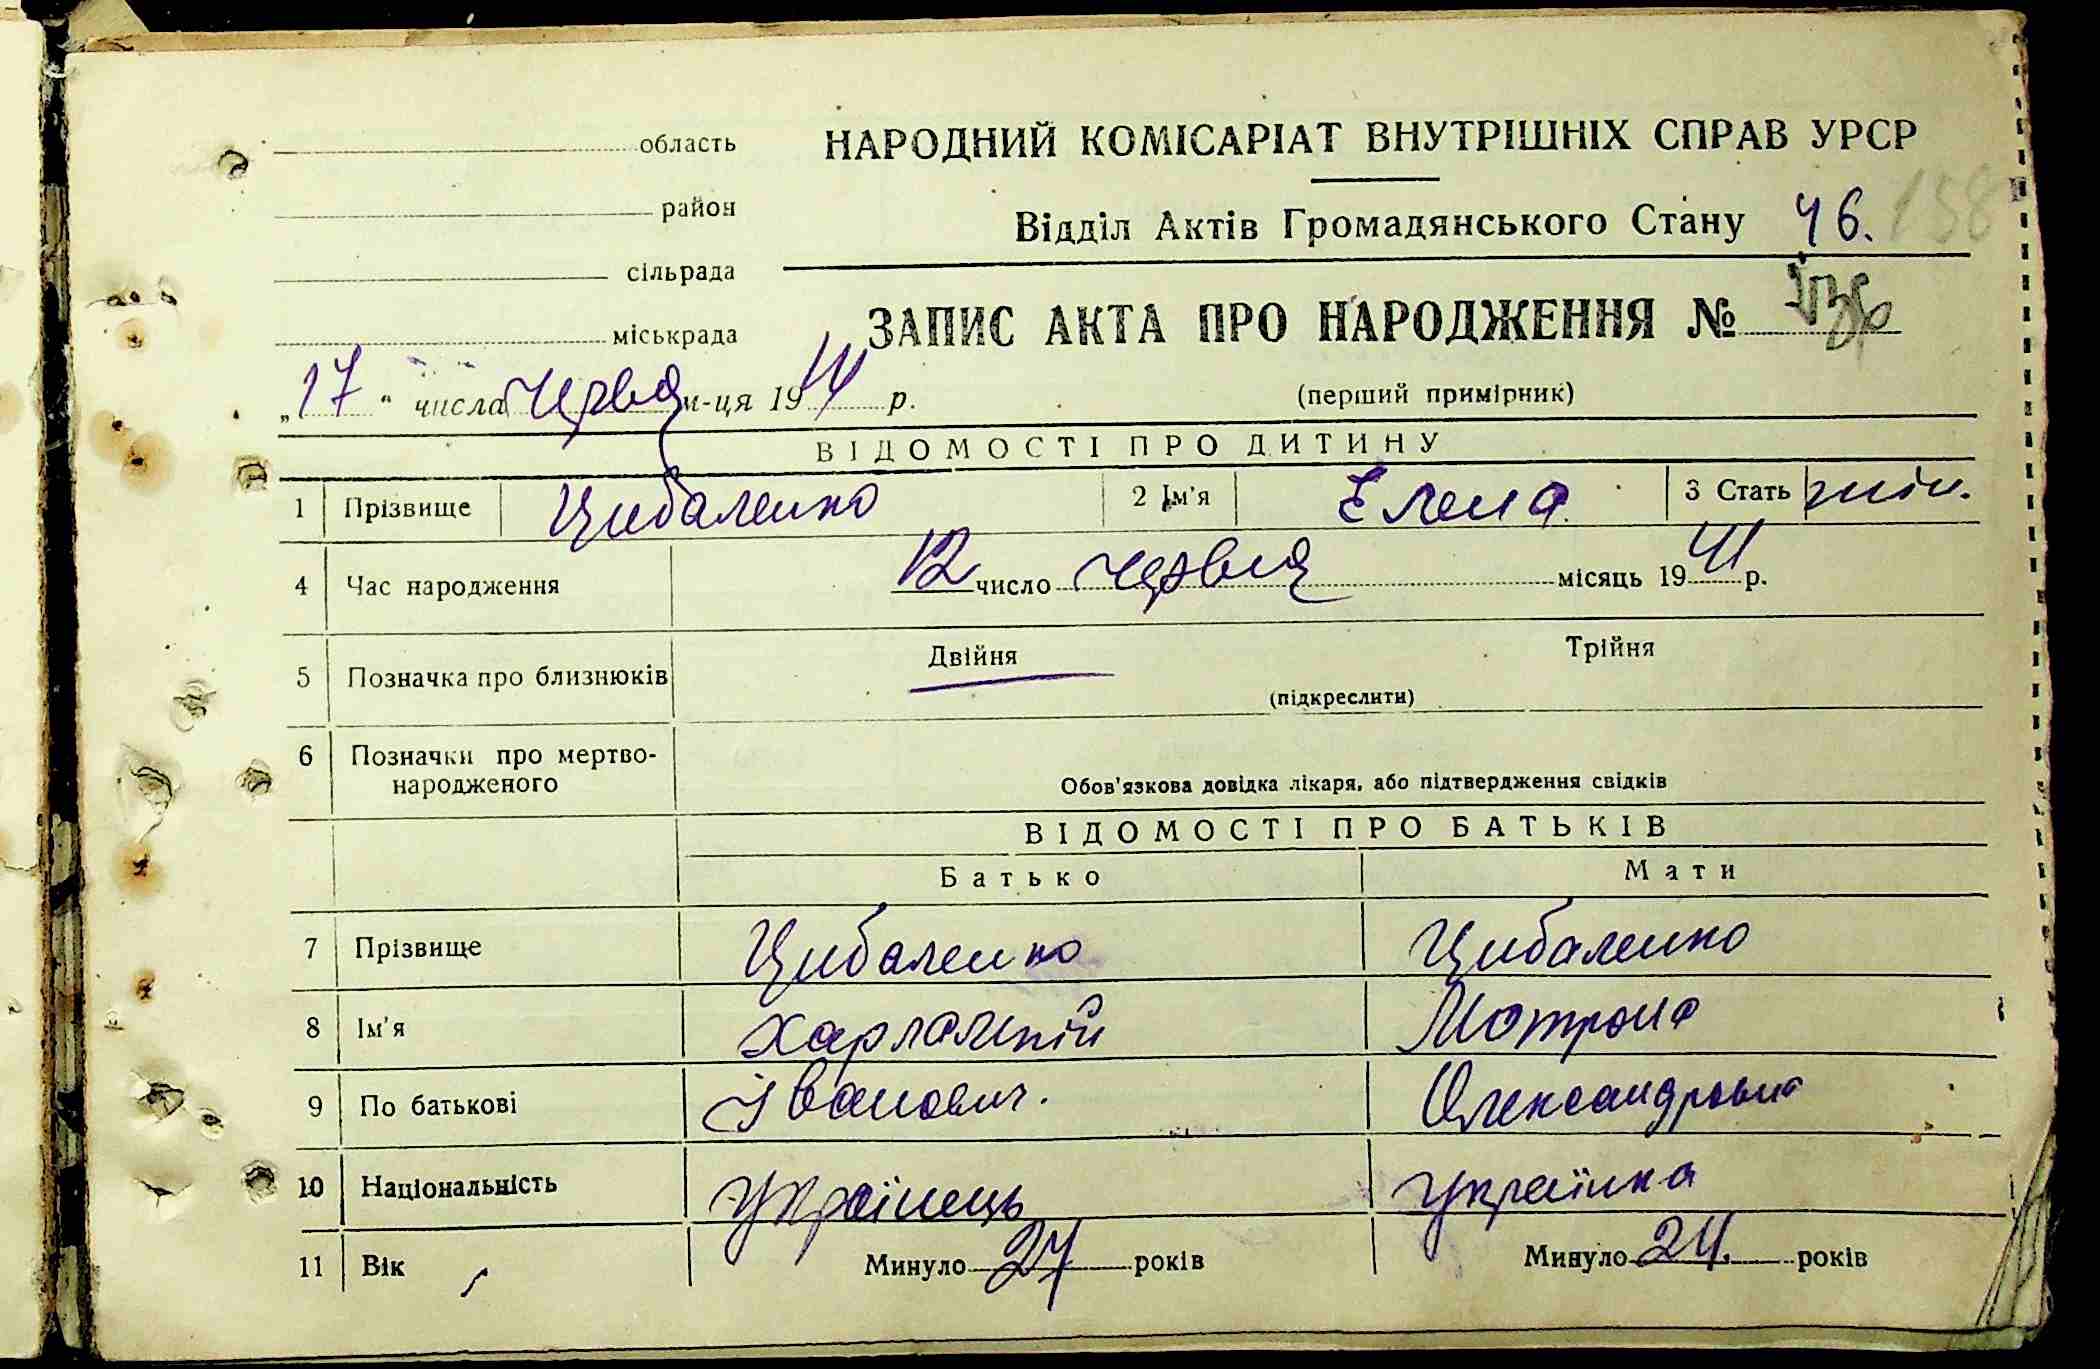 область
НАРОДНИЙ КОМІСАРІАТ ВНУТРІШНІХ СПРАВ УРСР
район
Відділ Актів Громадянського Стану 46. 158
сільрада
ЗАПИС АКТА ПРО НАРОДЖЕННЯ №
міськрада
(перший примірник)
„17“ числа Червня м-ця 1941 р.
ВІДОМОСТІ ПРО ДИТИНУ
1 Прізвище Цибаленко 2 Ім'я Елена 3 Стать жін.
4 Час народження 12 число червня місяць 1941 р.
5 Позначка про близнюків Двійня Трійня
(підкреслити)
6 Позначки про мертво-
народженого
Обов'язкова довідка лікаря, або підтвердження свідків
ВІДОМОСТІ ПРО БАТЬКІВ
Батько Мати
7 Прізвище Цибаленко Цибаленко
8 Ім'я Харлампій Мотрона
9 По батькові Іванович. Олександровна
10 Національність Українець Українка
11 Вік Минуло 27 років Минуло 24 років